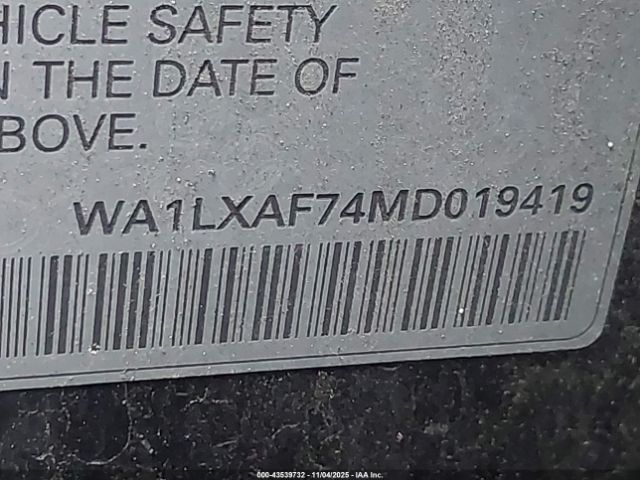 HICLE SAFETY
THE DATE OF
BOVE.
WA1LXAF74MD019419
000-43539732 - 11/04/2025 - IAA Inc.